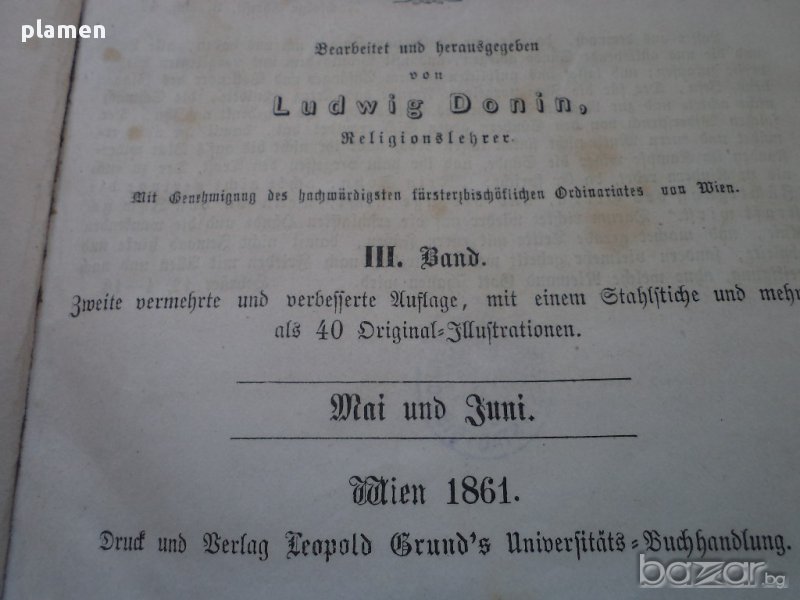 plamen
Bearbeitet und herausgegeben
von
Ludwig Donin,
Religionslehrer.
Mit Genehmigung des hochwürdigsten fürsterzbischöflichen Ordinariates von Wien.
III. Band.
Zweite vermehrte und verbesserte Auflage, mit einem Stahlstiche und mehr
als 40 Original-Illustrationen.
Mai und Juni.
Wien 1861.
Druck und Verlag Leopold Grund's Universitäts-Buchhandlung.
bazar.bg